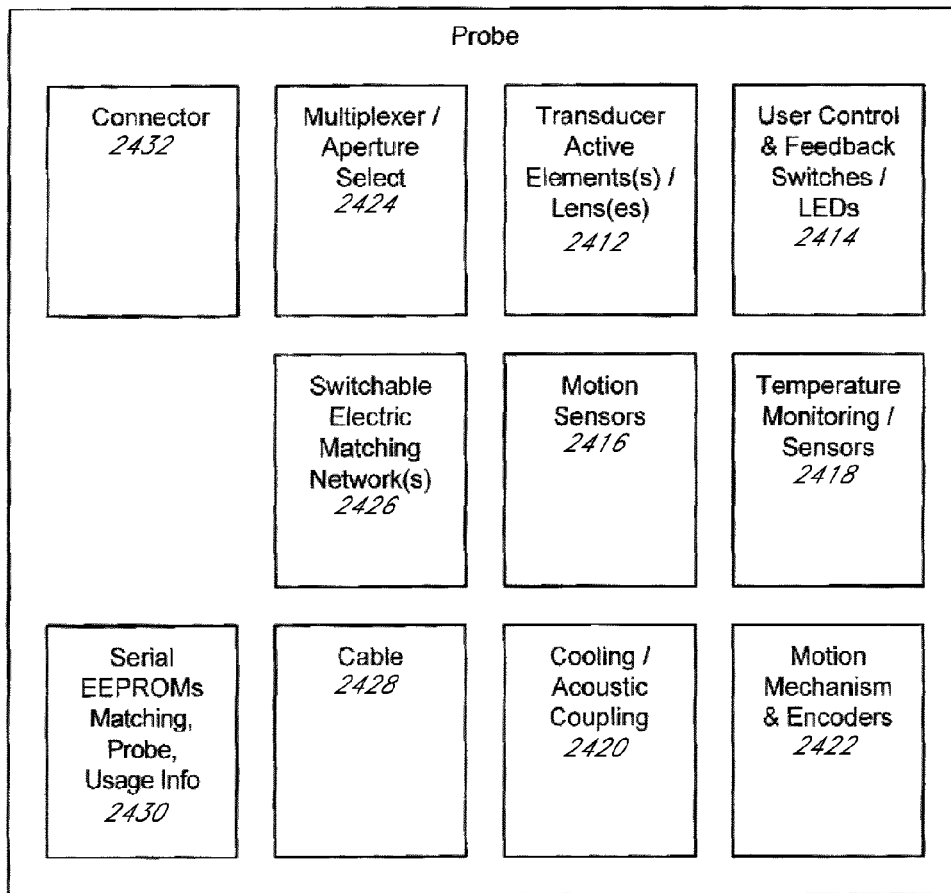 Probe
Connector
2432
Multiplexer /
Aperture
Select
2424
Transducer
Active
Elements(s) /
Lens(es)
2412
User Control
& Feedback
Switches /
LEDs
2414
Switchable
Electric
Matching
Network(s)
2426
Motion
Sensors
2416
Temperature
Monitoring /
Sensors
2418
Serial
EEPROMs
Matching,
Probe,
Usage Info
2430
Cable
2428
Cooling /
Acoustic
Coupling
2420
Motion
Mechanism
& Encoders
2422